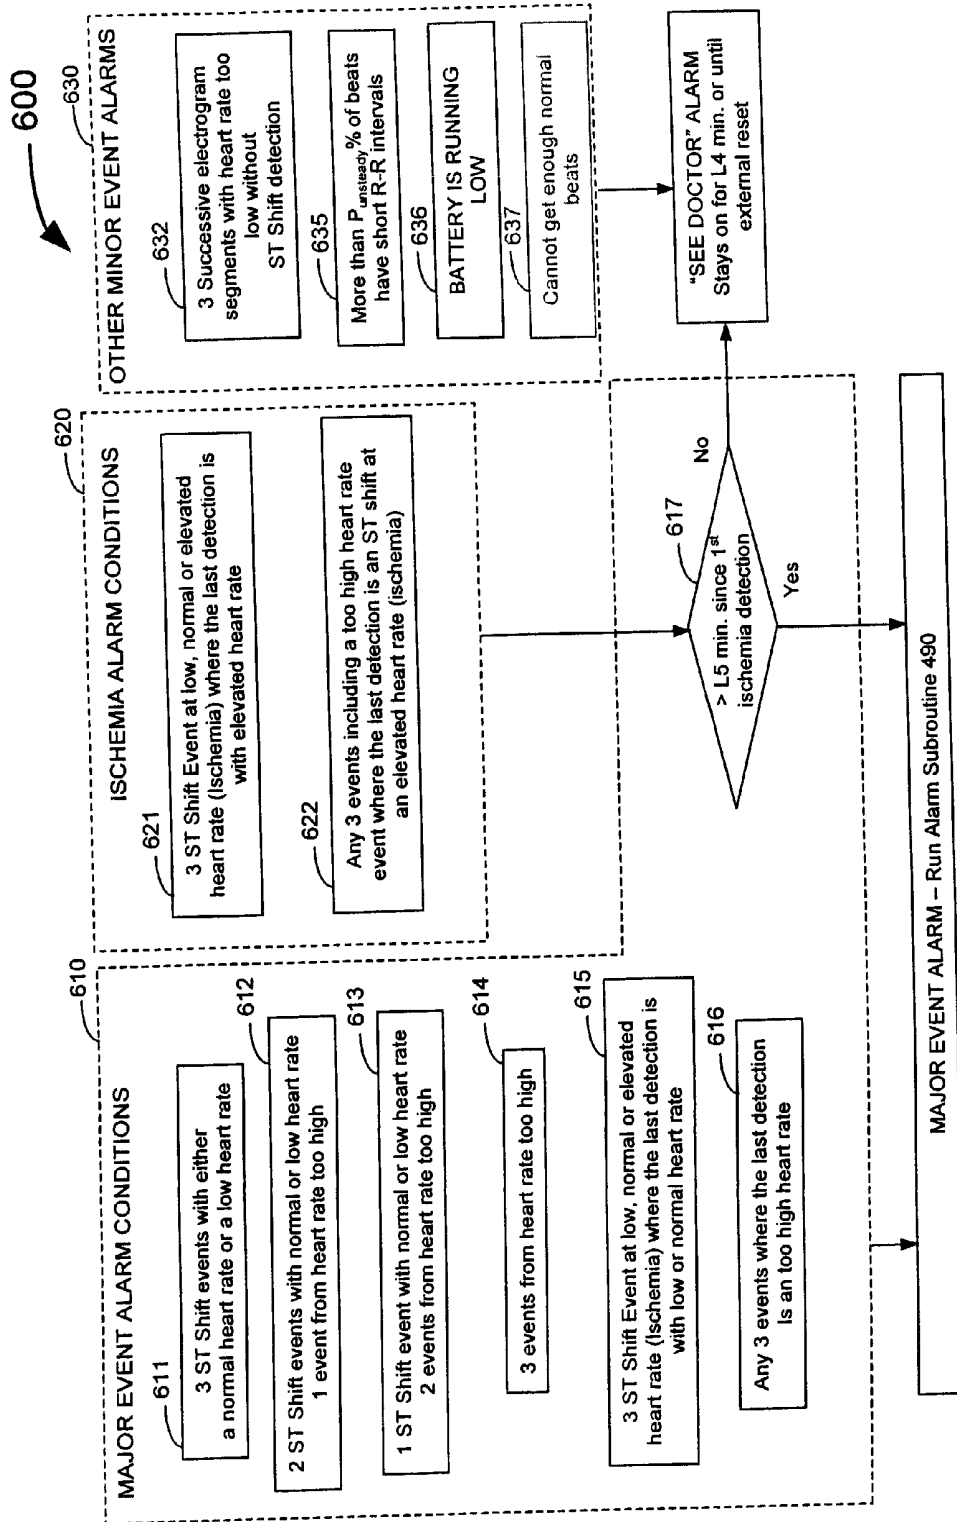 600
610
MAJOR EVENT ALARM CONDITIONS
611
3 ST Shift events with either
a normal heart rate or a low heart rate
612
2 ST Shift events with normal or low heart rate
1 event from heart rate too high
613
1 ST Shift event with normal or low heart rate
2 events from heart rate too high
614
3 events from heart rate too high
615
3 ST Shift Event at low, normal or elevated
heart rate (Ischemia) where the last detection is
with low or normal heart rate
616
Any 3 events where the last detection
Is an too high heart rate
620
ISCHEMIA ALARM CONDITIONS
621
3 ST Shift Event at low, normal or elevated
heart rate (Ischemia) where the last detection is
with elevated heart rate
622
Any 3 events including a too high heart rate
event where the last detection is an ST shift at
an elevated heart rate (ischemia)
617
> L5 min. since 1st
ischemia detection
No
Yes
630
OTHER MINOR EVENT ALARMS
632
3 Successive electrogram
segments with heart rate too
low without
ST Shift detection
635
More than Punsteady% of beats
have short R-R intervals
636
BATTERY IS RUNNING
LOW
637
Cannot get enough normal
beats
"SEE DOCTOR" ALARM
Stays on for L4 min. or until
external reset
MAJOR EVENT ALARM – Run Alarm Subroutine 490